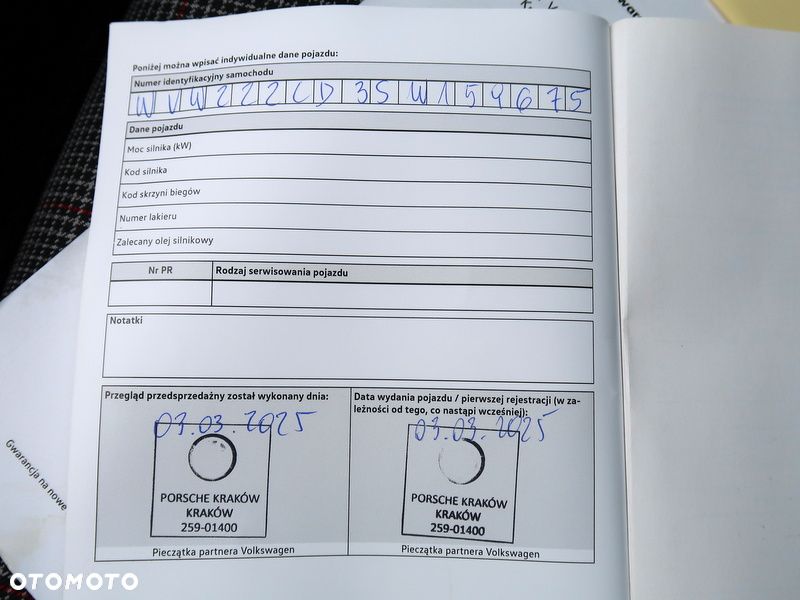 Poniżej można wpisać indywidualne dane pojazdu:
Numer identyfikacyjny samochodu
WVWZZZCD3SW159675
Dane pojazdu
Moc silnika (kW)
Kod silnika
Kod skrzyni biegów
Numer lakieru
Zalecany olej silnikowy
Nr PR Rodzaj serwisowania pojazdu
Notatki
Przegląd przedsprzedażny został wykonany dnia:
03.03.2025
PORSCHE KRAKÓW
KRAKÓW
259-01400
Pieczątka partnera Volkswagen
Data wydania pojazdu / pierwszej rejestracji (w za-
leżności od tego, co nastąpi wcześniej):
03.03.2025
PORSCHE KRAKÓW
KRAKÓW
259-01400
Pieczątka partnera Volkswagen
Gwarancja na nowe
OTOMOTO